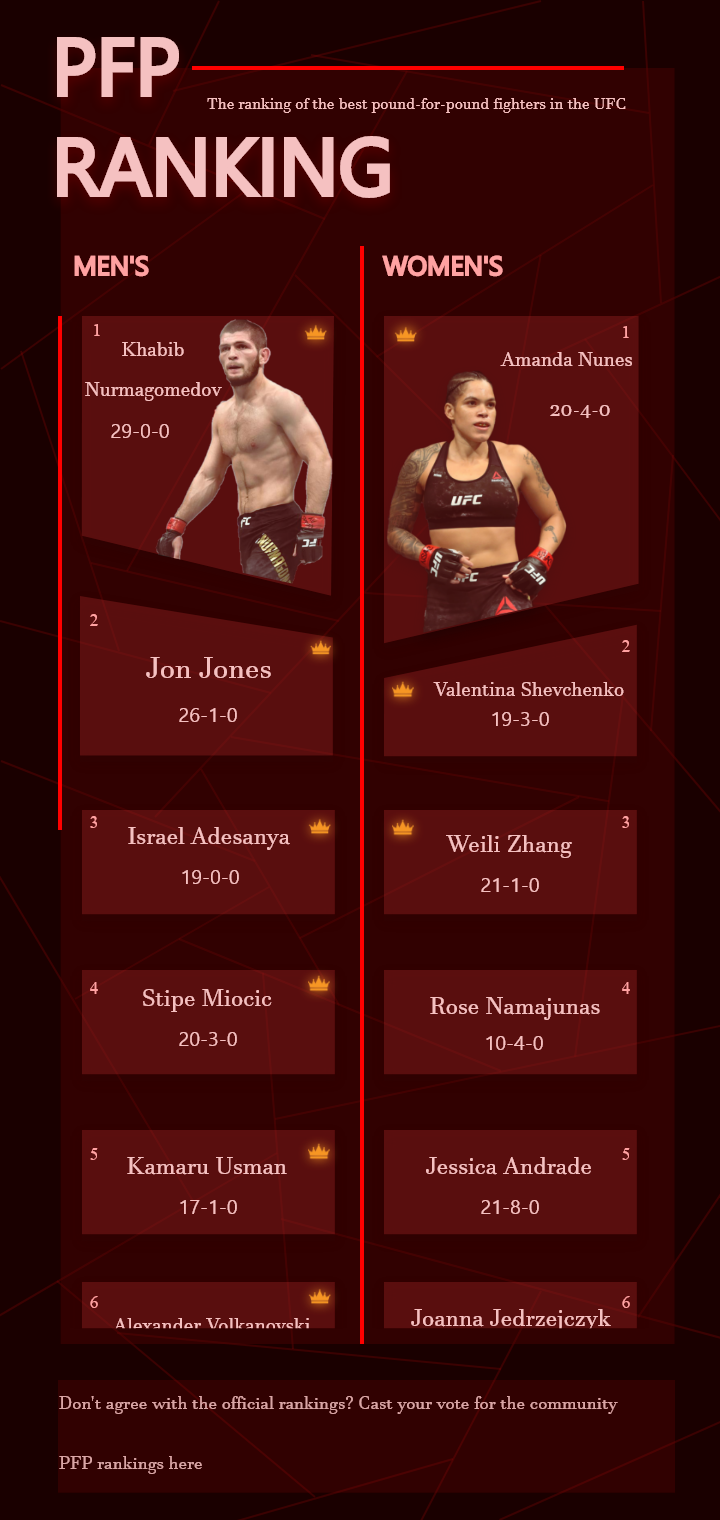 PFP
The ranking of the best pound-for-pound fighters in the UFC
RANKING
MEN'S
1
Khabib
Nurmagomedov
29-0-0
2
Jon Jones
26-1-0
3
Israel Adesanya
19-0-0
4
Stipe Miocic
20-3-0
5
Kamaru Usman
17-1-0
6
Alexander Volkanovski
WOMEN'S
1
Amanda Nunes
20-4-0
UFC
UFC
2
Valentina Shevchenko
19-3-0
3
Weili Zhang
21-1-0
4
Rose Namajunas
10-4-0
5
Jessica Andrade
21-8-0
6
Joanna Jedrzejczyk
Don't agree with the official rankings? Cast your vote for the community
PFP rankings here